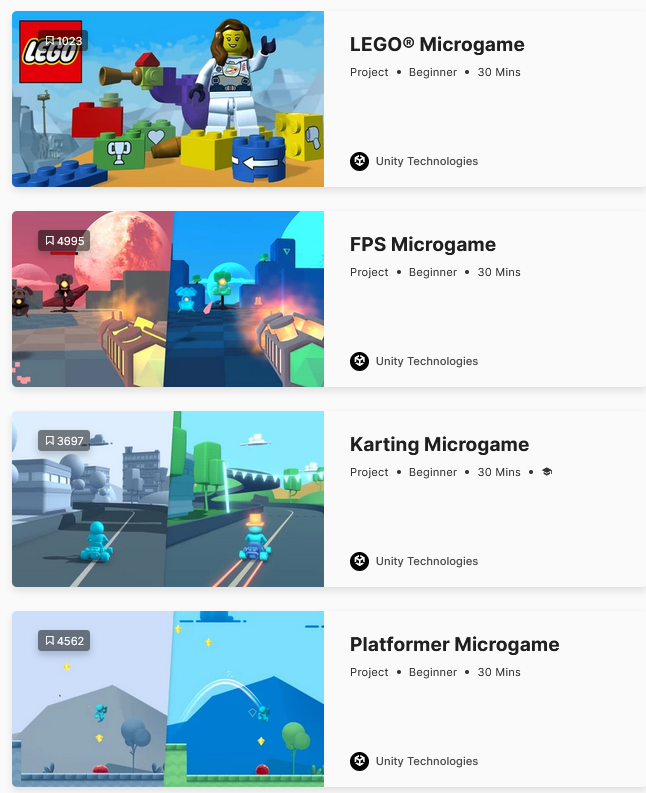 1023
LEGO
LEGO® Microgame
Project • Beginner • 30 Mins
Unity Technologies
4995
FPS Microgame
Project • Beginner • 30 Mins
Unity Technologies
3697
Karting Microgame
Project • Beginner • 30 Mins •
Unity Technologies
4562
Platformer Microgame
Project • Beginner • 30 Mins
Unity Technologies